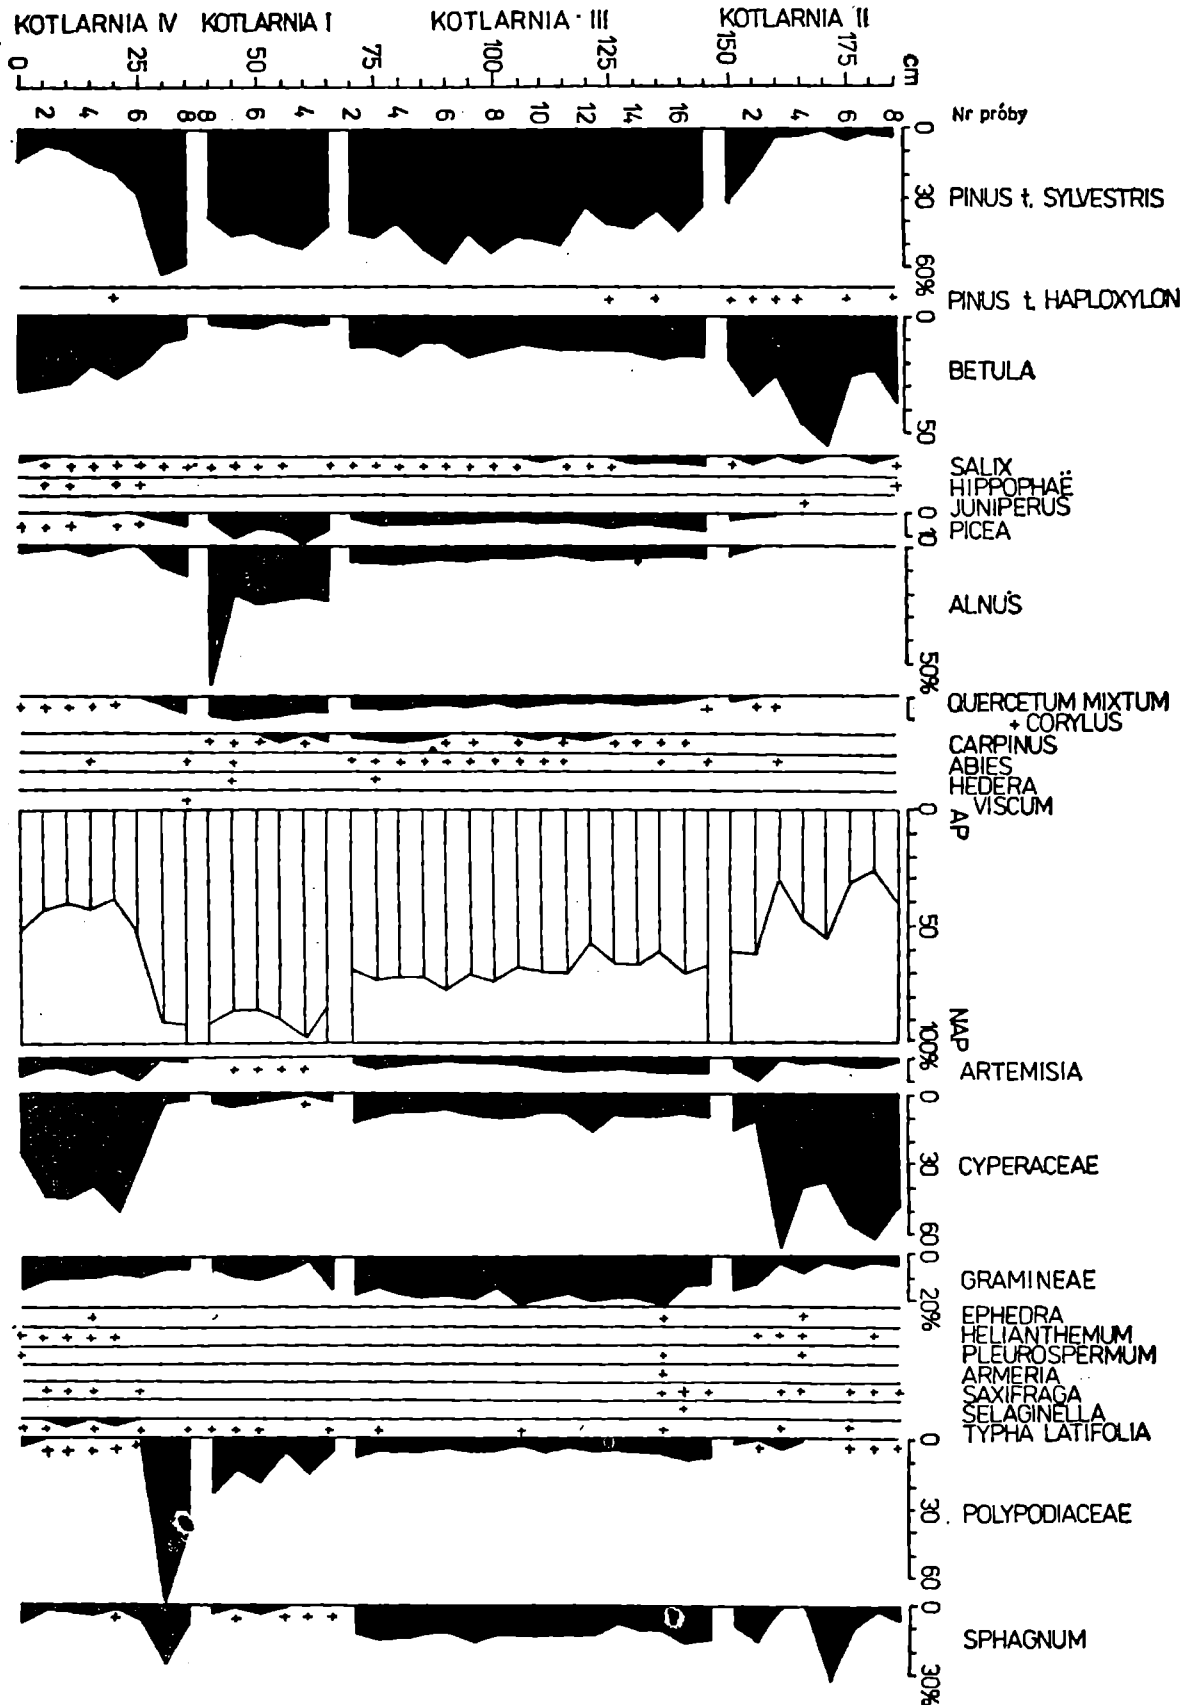 KOTLARNIA IV KOTLARNIA I KOTLARNIA · III KOTLARNIA II
0 25 50 75 100 125 150 175 cm
2 4 6 8 8 6 4 2 4 6 8 10 12 14 16 2 4 6 8 Nr próby
0 30 60%
PINUS t. SYLVESTRIS
PINUS t. HAPLOXYLON
0 50
BETULA
SALIX
HIPPOPHAË
JUNIPERUS
0 10
PICEA
50%
ALNUS
QUERCETUM MIXTUM
+ CORYLUS
CARPINUS
ABIES
HEDERA
VISCUM
0 50 100%
AP
NAP
ARTEMISIA
0 30 60
CYPERACEAE
0 20%
GRAMINEAE
EPHEDRA
HELIANTHEMUM
PLEUROSPERMUM
ARMERIA
SAXIFRAGA
SELAGINELLA
TYPHA LATIFOLIA
0 30 60
POLYPODIACEAE
0 30%
SPHAGNUM